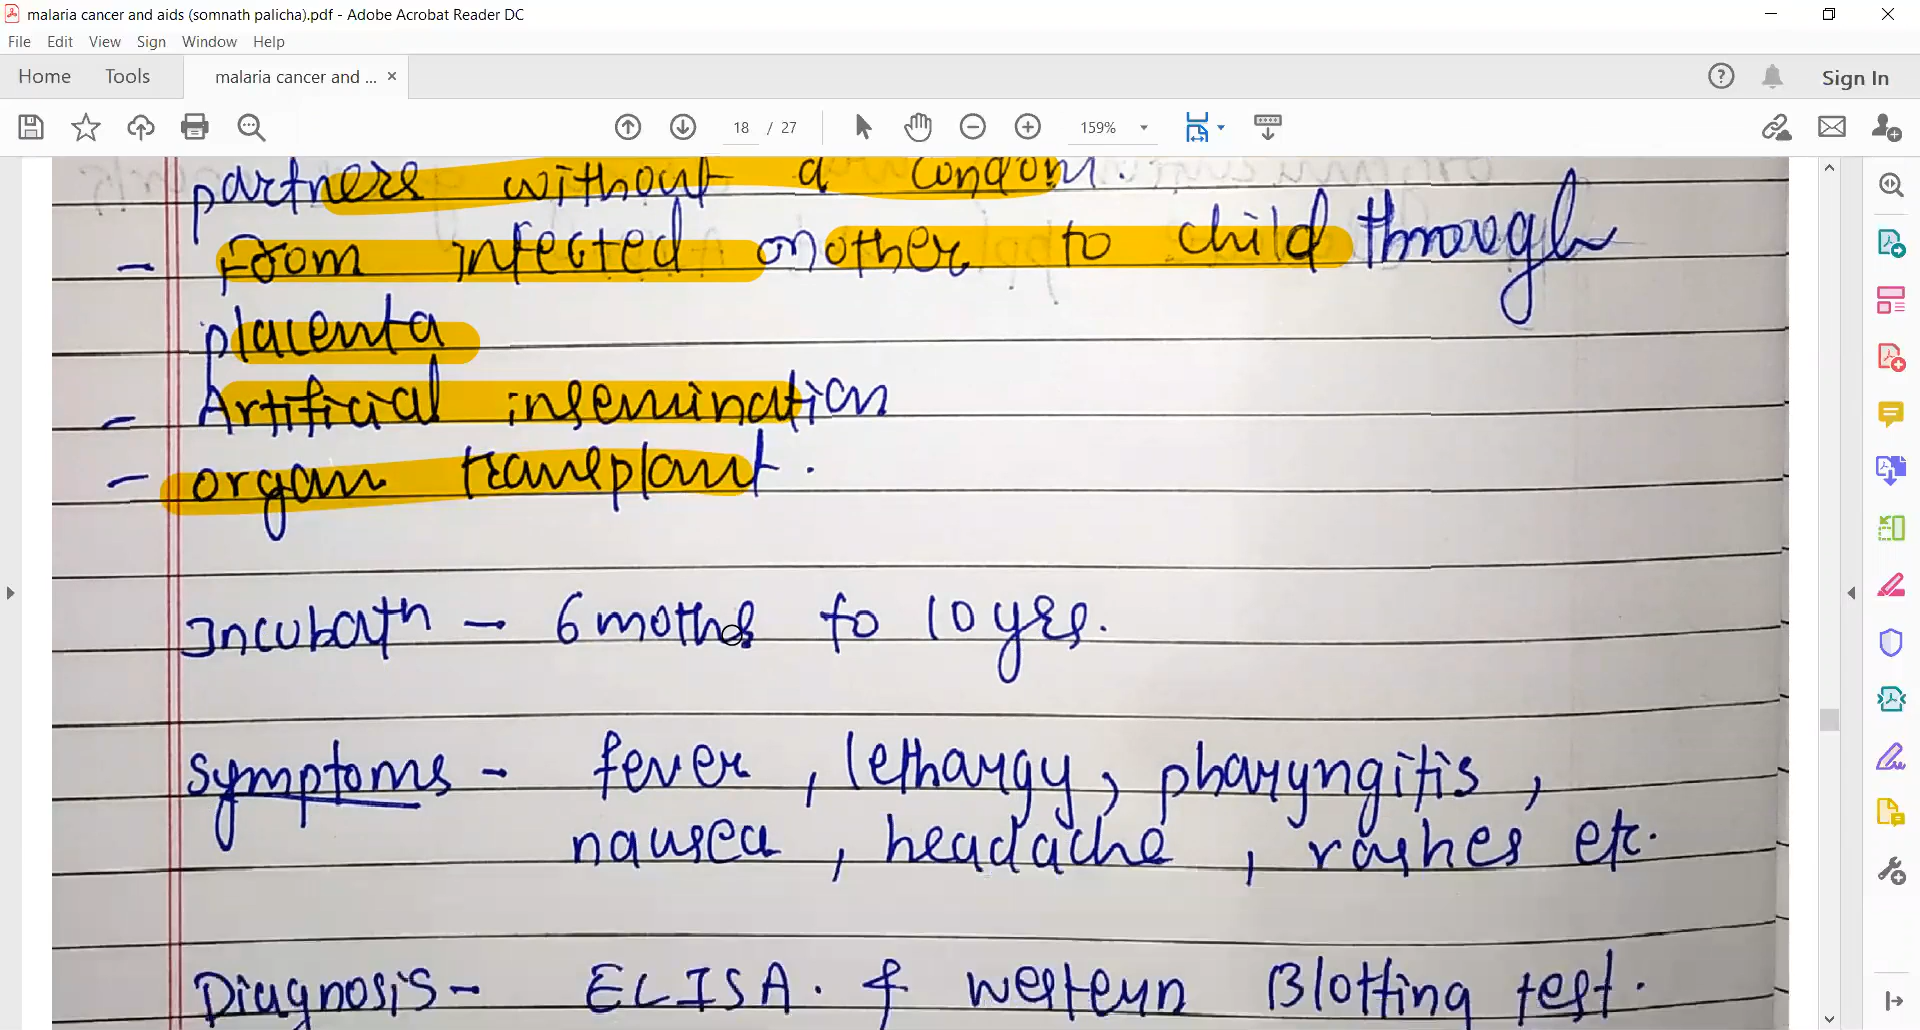 malaria cancer and aids (somnath palicha).pdf - Adobe Acrobat Reader DC
File Edit View Sign Window Help
Home Tools malaria cancer and ... × Sign In
18 / 27 159%
partners without a condom.
- From infected mother to child through
placenta
- Artificial insemination
- organ transplant.
Incubatn - 6 moths to 10 yrs.
Symptoms - fever, lethargy, pharyngitis,
nausea, headache, rashes etc.
Diagnosis - ELISA. & western Blotting test.